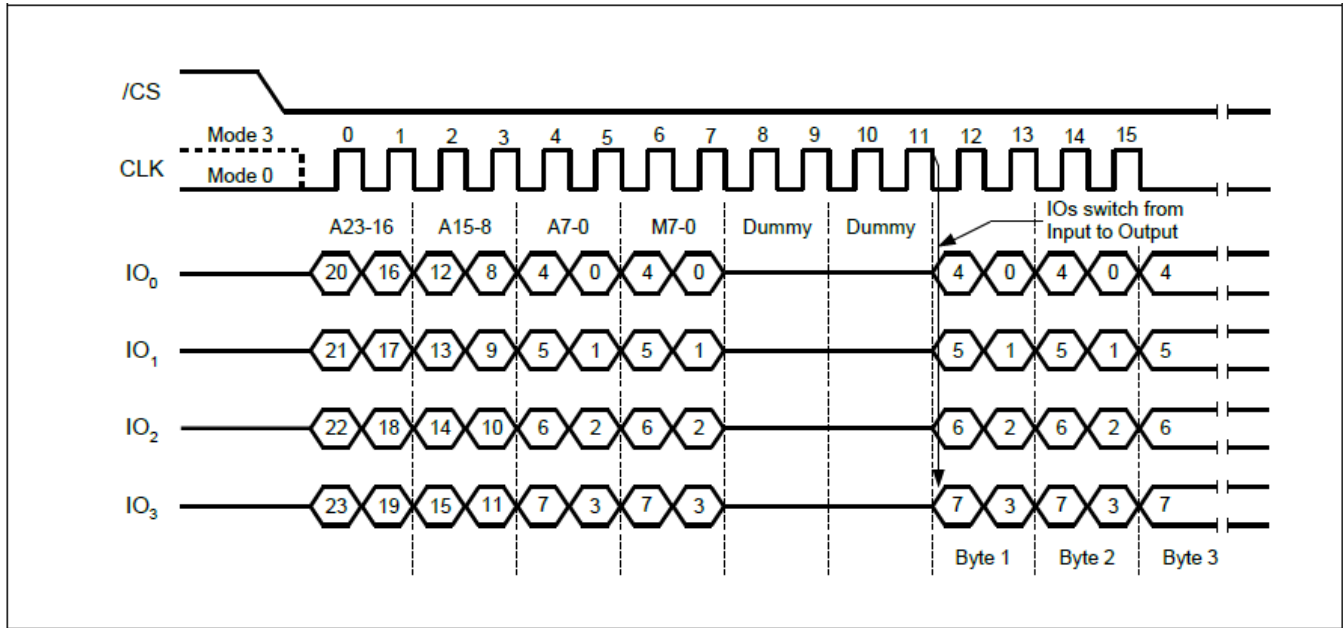 /CS
Mode 3 0 1 2 3 4 5 6 7 8 9 10 11 12 13 14 15
CLK
Mode 0
A23-16 A15-8 A7-0 M7-0 Dummy Dummy
IOs switch from
Input to Output
IO0 20 16 12 8 4 0 4 0 4 0 4 0 4
IO1 21 17 13 9 5 1 5 1 5 1 5 1 5
IO2 22 18 14 10 6 2 6 2 6 2 6 2 6
IO3 23 19 15 11 7 3 7 3 7 3 7 3 7
Byte 1 Byte 2 Byte 3